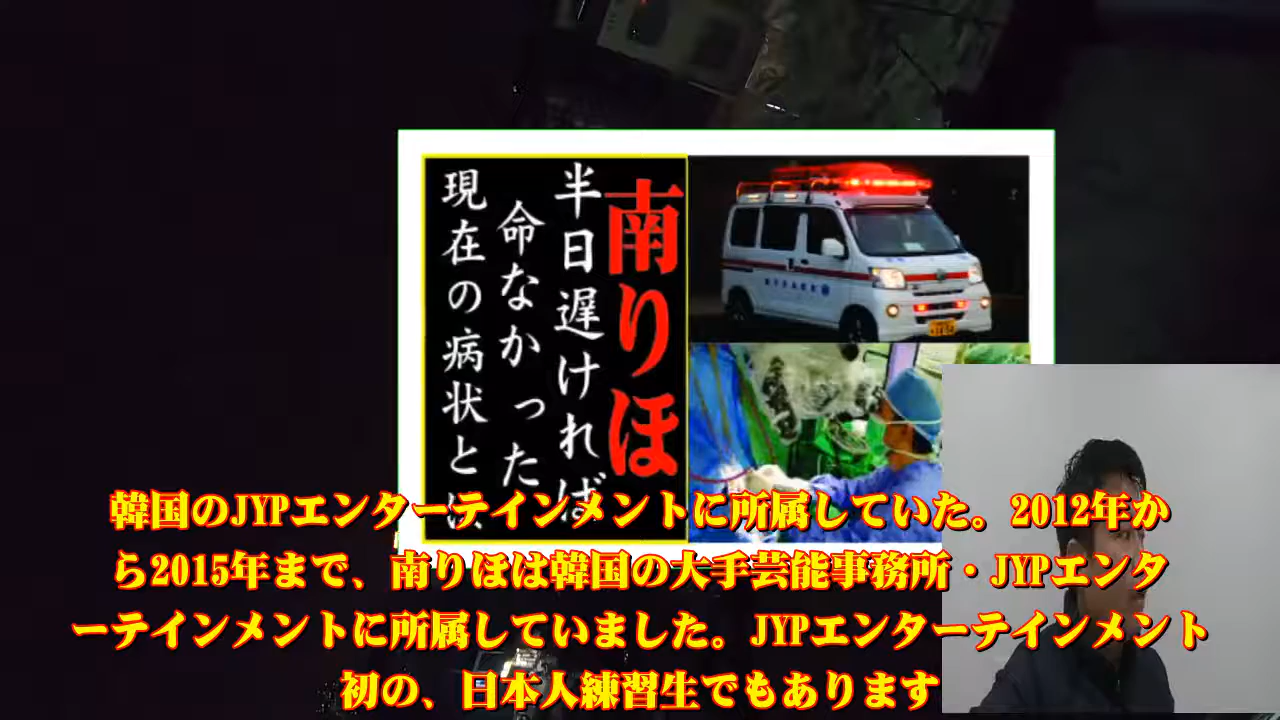 南りほ
半日遅ければ
命なかった
現在の病状とは
韓国のJYPエンターテインメントに所属していた。2012年か
ら2015年まで、南りほは韓国の大手芸能事務所・JYPエンタ
ーテインメントに所属していました。JYPエンターテインメント
初の、日本人練習生でもあります